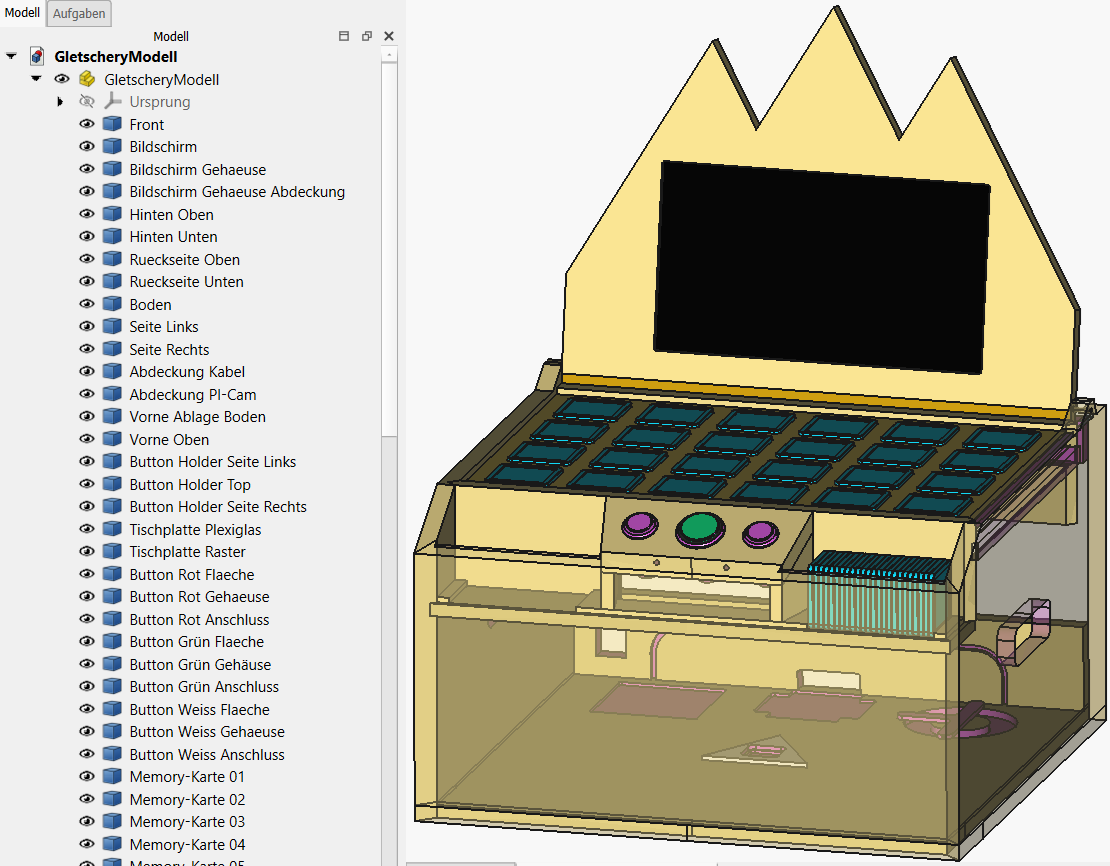 Modell Aufgaben
Modell
GletscheryModell
GletscheryModell
Ursprung
Front
Bildschirm
Bildschirm Gehaeuse
Bildschirm Gehaeuse Abdeckung
Hinten Oben
Hinten Unten
Rueckseite Oben
Rueckseite Unten
Boden
Seite Links
Seite Rechts
Abdeckung Kabel
Abdeckung PI-Cam
Vorne Ablage Boden
Vorne Oben
Button Holder Seite Links
Button Holder Top
Button Holder Seite Rechts
Tischplatte Plexiglas
Tischplatte Raster
Button Rot Flaeche
Button Rot Gehaeuse
Button Rot Anschluss
Button Grün Flaeche
Button Grün Gehäuse
Button Grün Anschluss
Button Weiss Flaeche
Button Weiss Gehaeuse
Button Weiss Anschluss
Memory-Karte 01
Memory-Karte 02
Memory-Karte 03
Memory-Karte 04
Memory-Karte 05